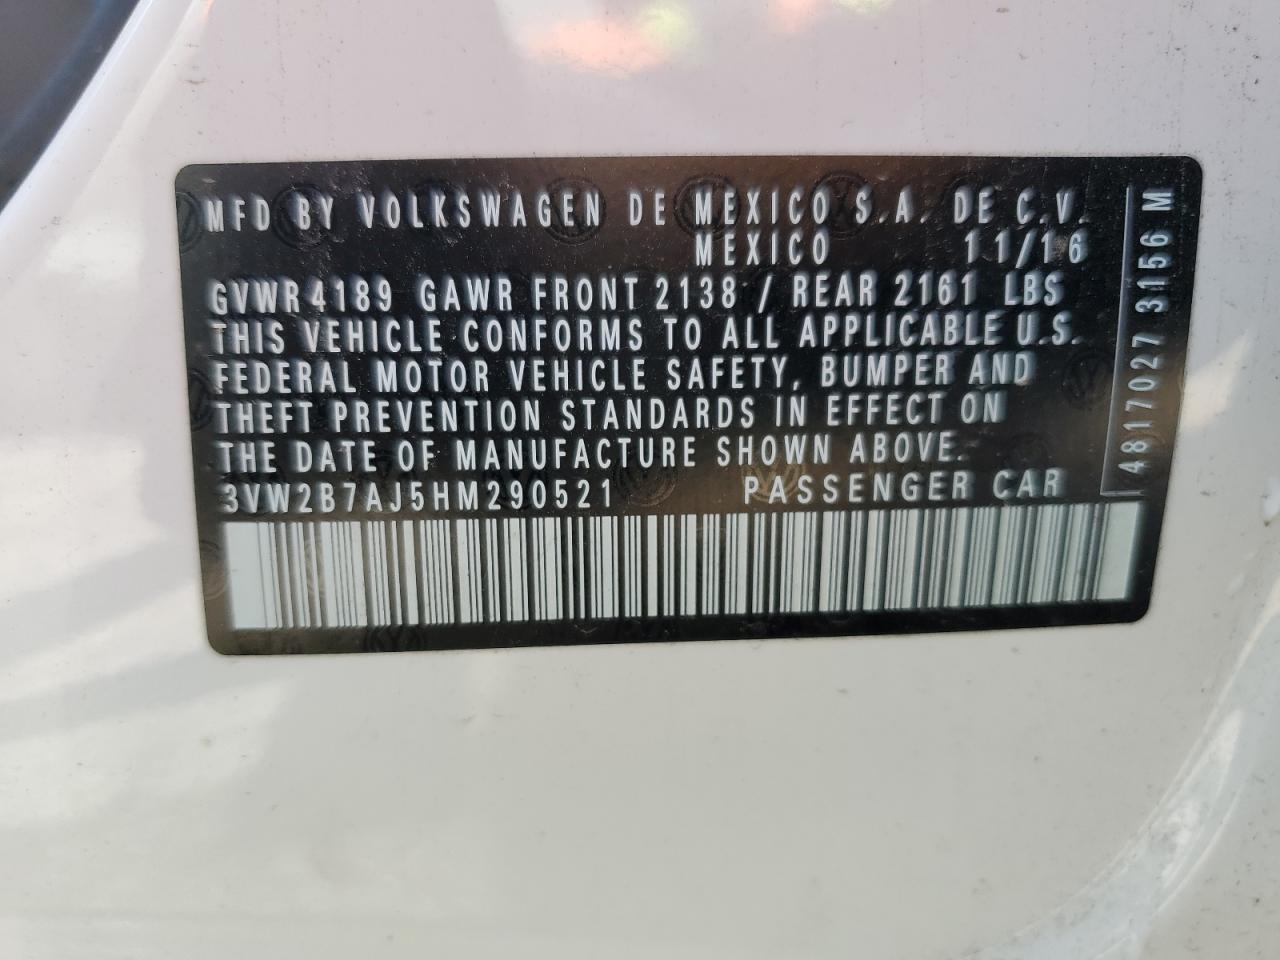 MFD BY VOLKSWAGEN DE MEXICO S.A. DE C.V.
MEXICO 11/16
GVWR 4189 GAWR FRONT 2138 / REAR 2161 LBS
THIS VEHICLE CONFORMS TO ALL APPLICABLE U.S.
FEDERAL MOTOR VEHICLE SAFETY, BUMPER AND
THEFT PREVENTION STANDARDS IN EFFECT ON
THE DATE OF MANUFACTURE SHOWN ABOVE.
3VW2B7AJ5HM290521 PASSENGER CAR
4817027 3156 M